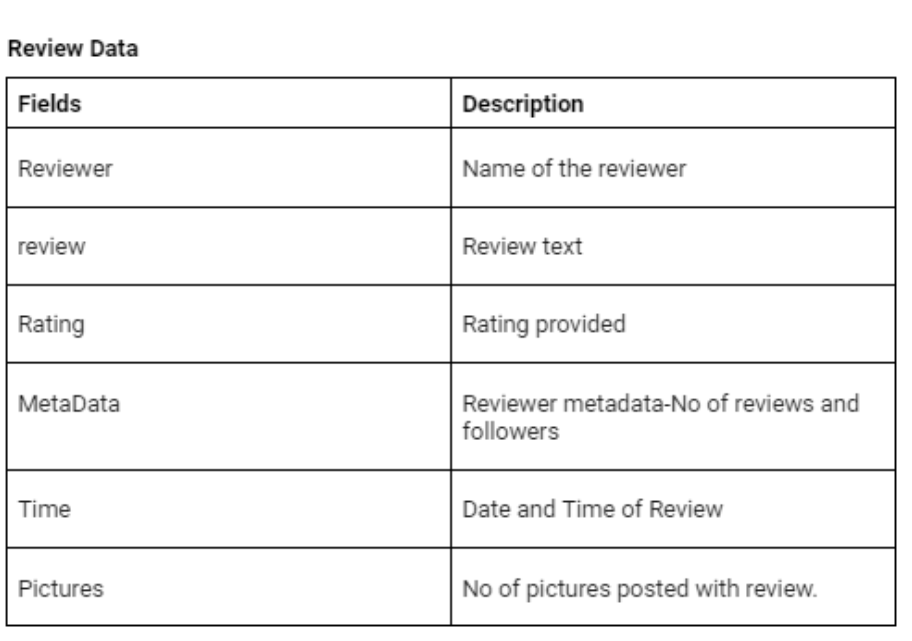 Review Data
Fields
Description
Reviewer
Name of the reviewer
review
Review text
Rating
Rating provided
MetaData
Reviewer metadata-No of reviews and
followers
Time
Date and Time of Review
Pictures
No of pictures posted with review.